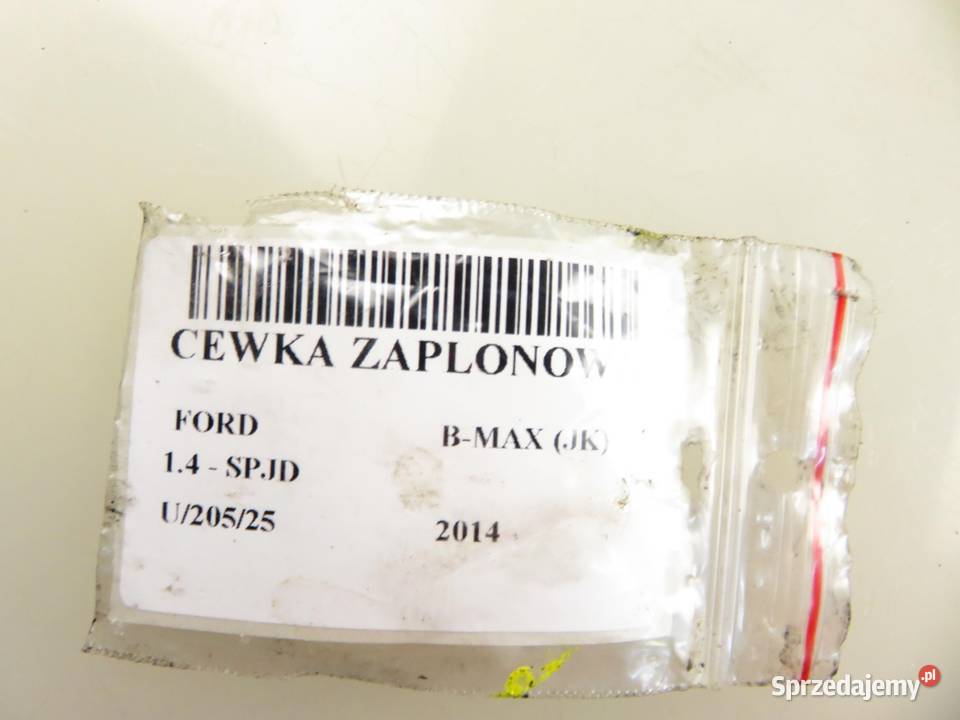 CEWKA ZAPLONOW
FORD B-MAX (JK)
1.4 - SPJD
U/205/25 2014
Sprzedajemy.pl